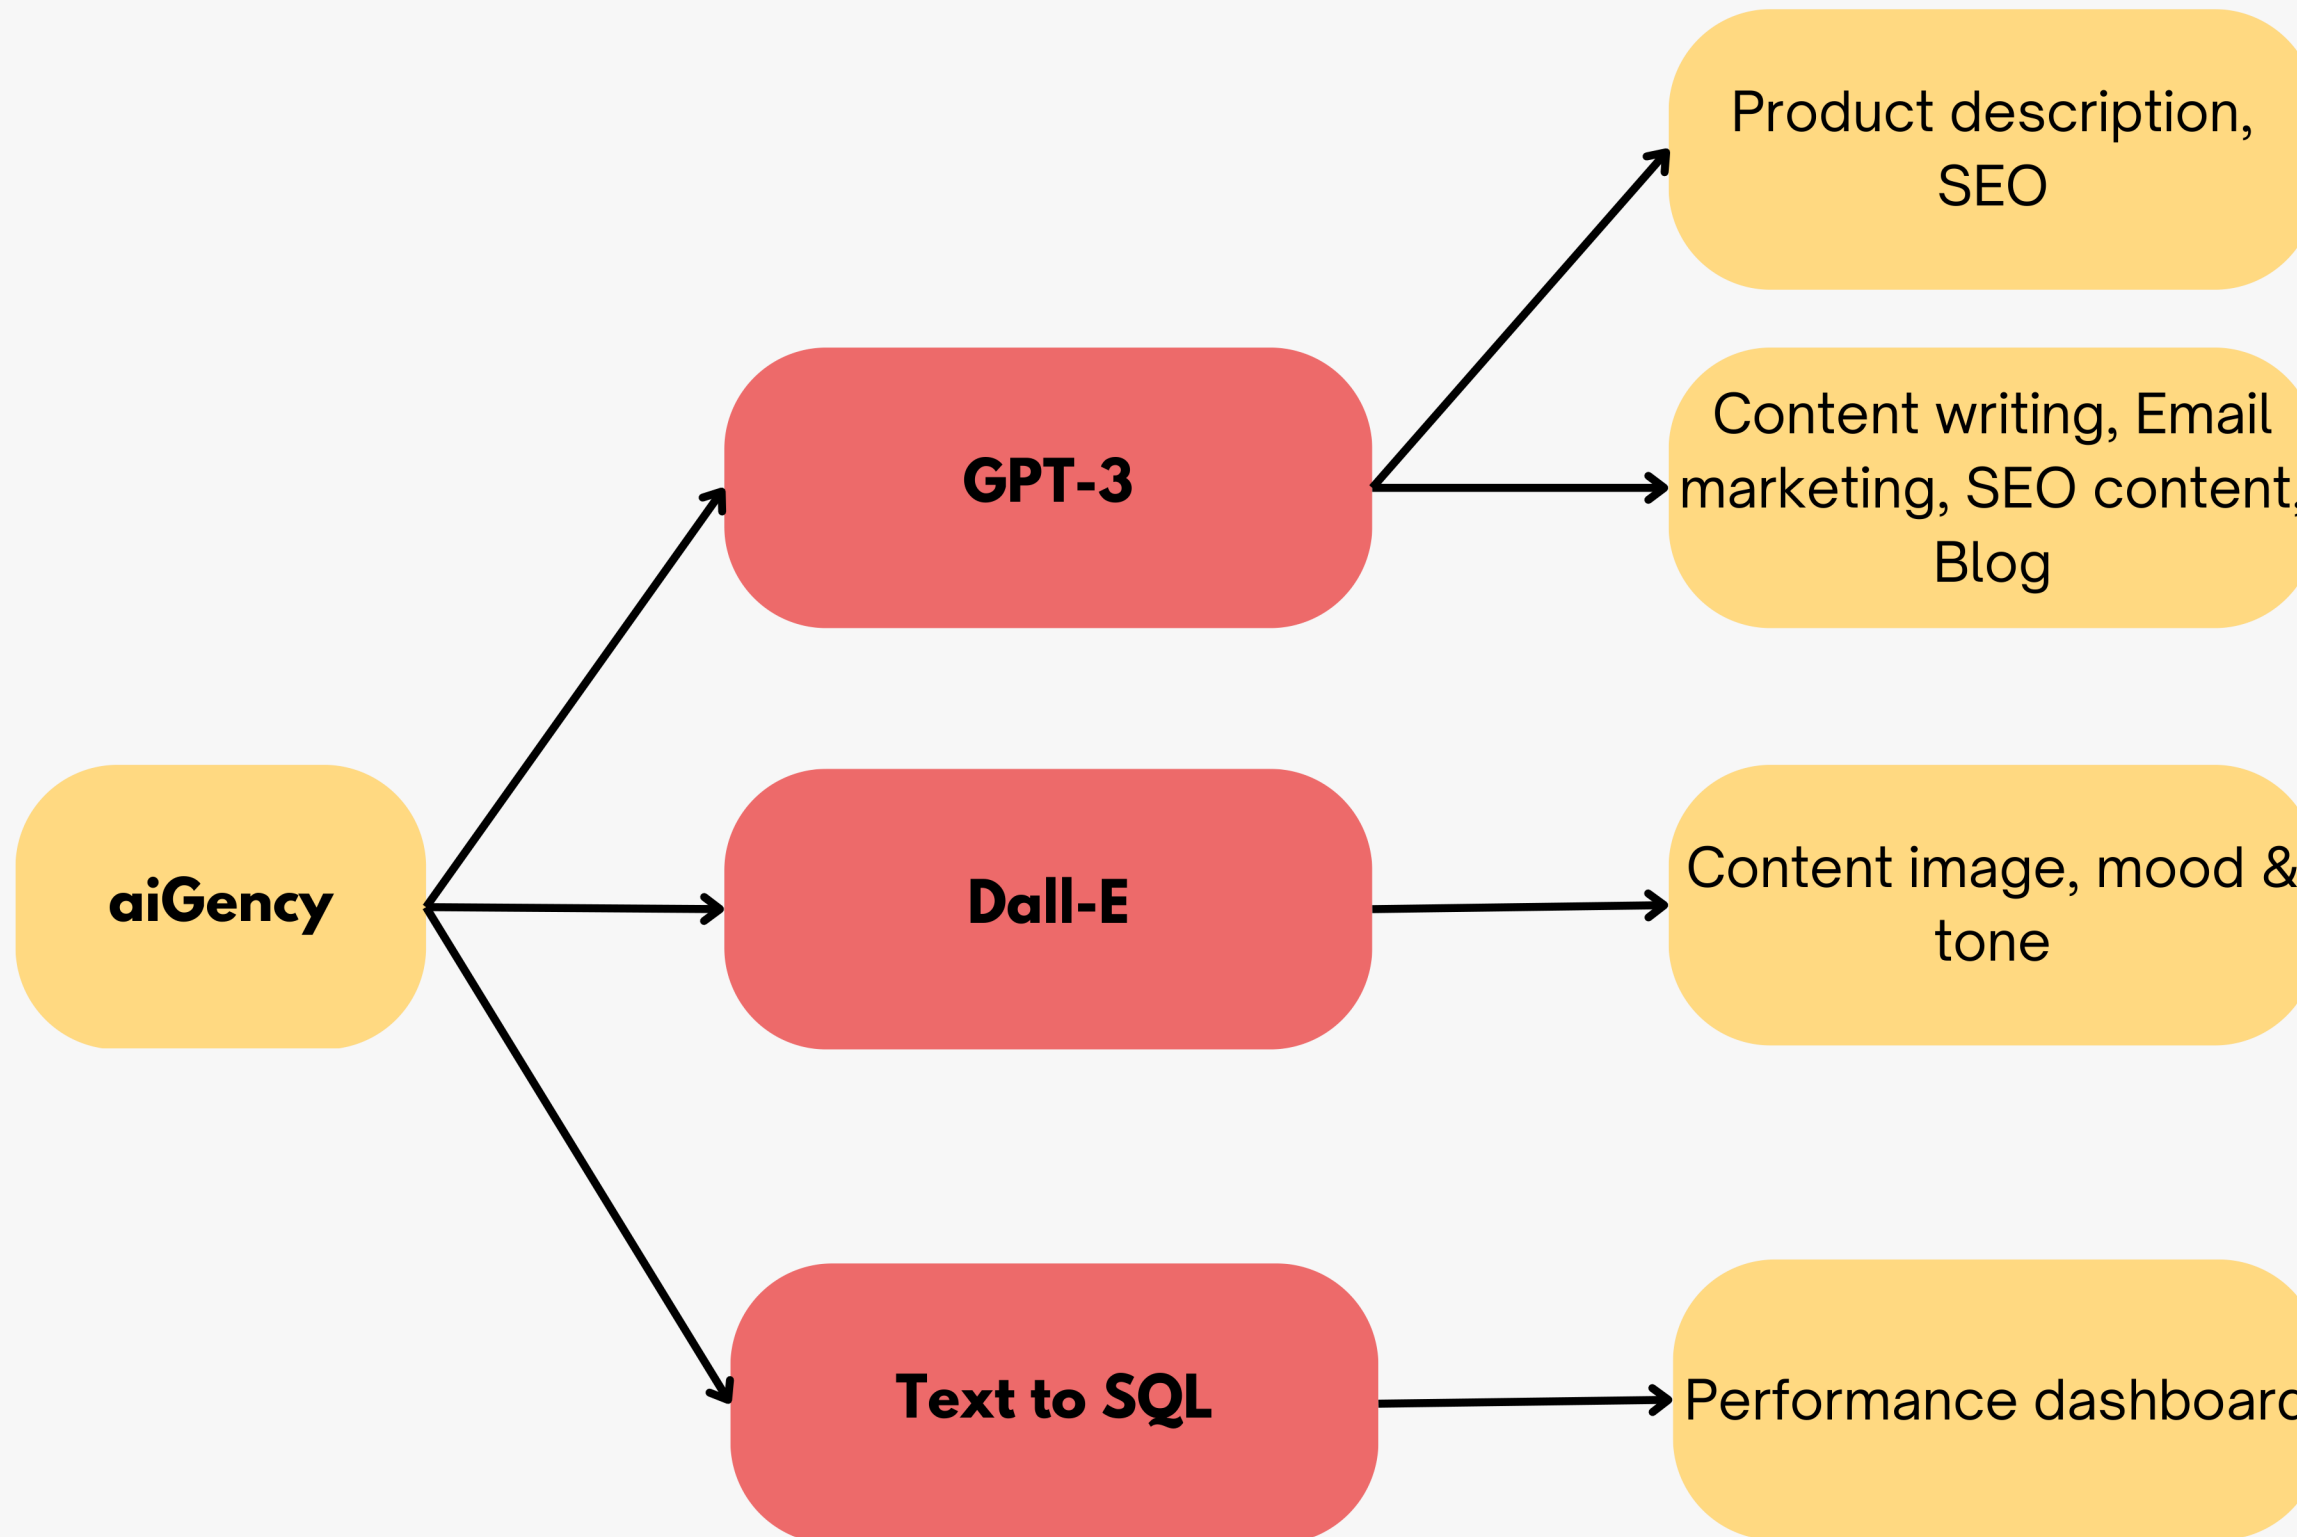 Product description,
SEO
GPT-3
Content writing, Email
marketing, SEO content,
Blog
aiGency
Dall-E
Content image, mood &
tone
Text to SQL
Performance dashboard